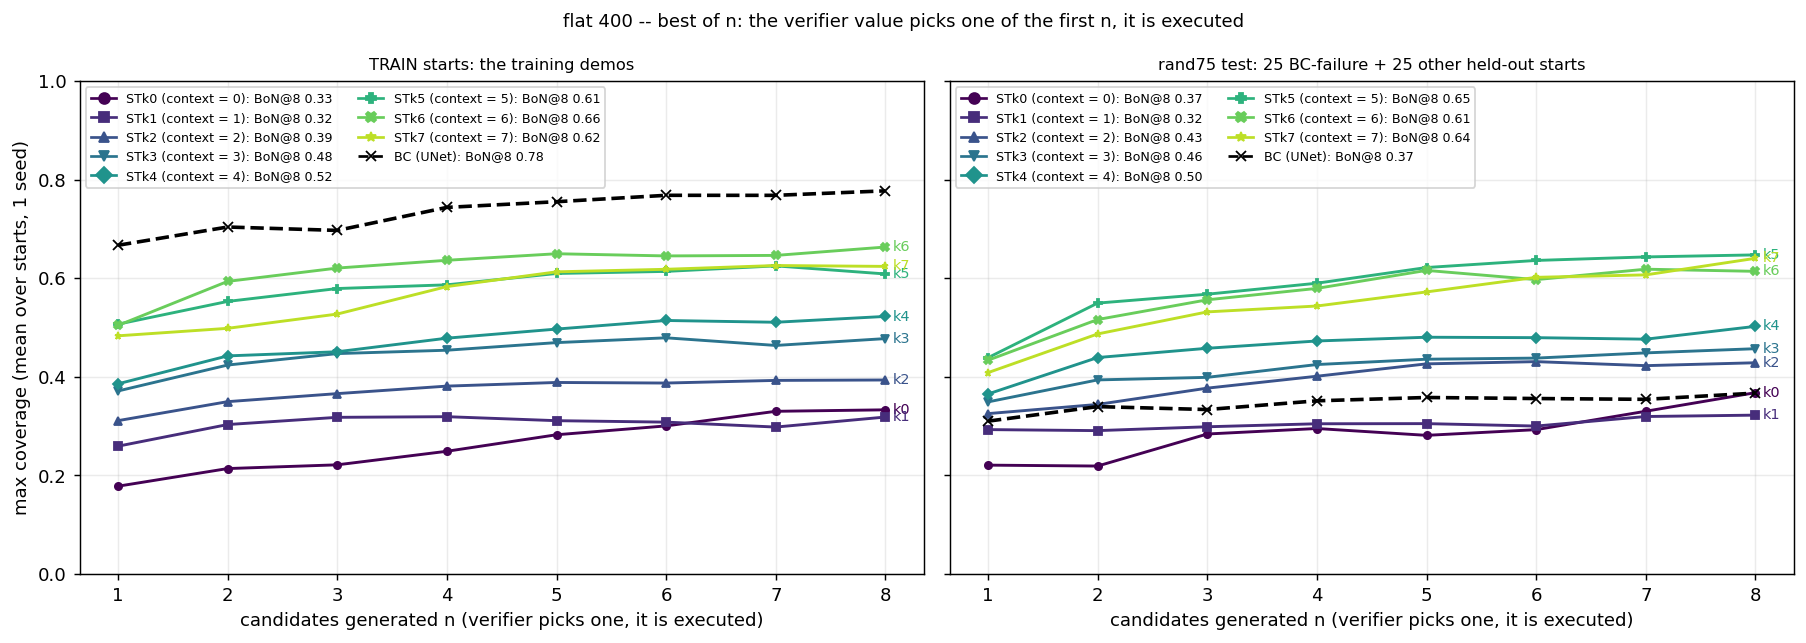 flat 400 -- best of n: the verifier value picks one of the first n, it is executed
TRAIN starts: the training demos
max coverage (mean over starts, 1 seed)
1.0
0.8
0.6
0.4
0.2
0.0
STk0 (context = 0): BoN@8 0.33
STk1 (context = 1): BoN@8 0.32
STk2 (context = 2): BoN@8 0.39
STk3 (context = 3): BoN@8 0.48
STk4 (context = 4): BoN@8 0.52
STk5 (context = 5): BoN@8 0.61
STk6 (context = 6): BoN@8 0.66
STk7 (context = 7): BoN@8 0.62
BC (UNet): BoN@8 0.78
k6
k7
k5
k4
k3
k2
k0
k1
1 2 3 4 5 6 7 8
candidates generated n (verifier picks one, it is executed)
rand75 test: 25 BC-failure + 25 other held-out starts
STk0 (context = 0): BoN@8 0.37
STk1 (context = 1): BoN@8 0.32
STk2 (context = 2): BoN@8 0.43
STk3 (context = 3): BoN@8 0.46
STk4 (context = 4): BoN@8 0.50
STk5 (context = 5): BoN@8 0.65
STk6 (context = 6): BoN@8 0.61
STk7 (context = 7): BoN@8 0.64
BC (UNet): BoN@8 0.37
k5
k7
k6
k4
k3
k2
k0
k1
1 2 3 4 5 6 7 8
candidates generated n (verifier picks one, it is executed)